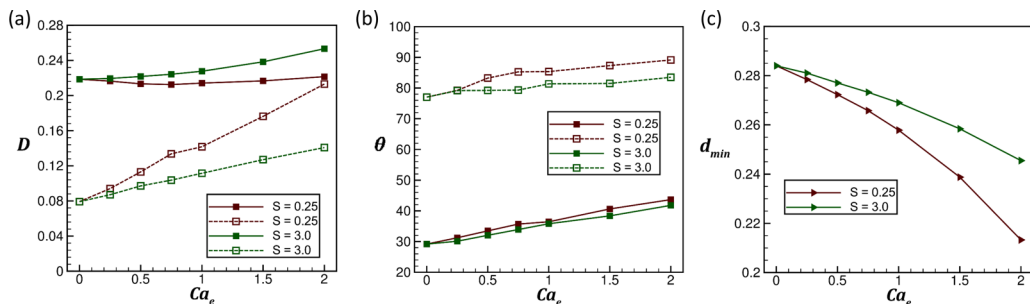 (a)
0.28
0.24
0.2
0.16
0.12
0.08
0.04
0
D
S = 0.25
S = 0.25
S = 3.0
S = 3.0
0
0.5
1
1.5
2
Ca_e
(b)
100
90
80
70
60
50
40
30
20
θ
S = 0.25
S = 0.25
S = 3.0
S = 3.0
0
0.5
1
1.5
2
Ca_e
(c)
0.3
0.28
0.26
0.24
0.22
0.2
d_min
S = 0.25
S = 3.0
0
0.5
1
1.5
2
Ca_e